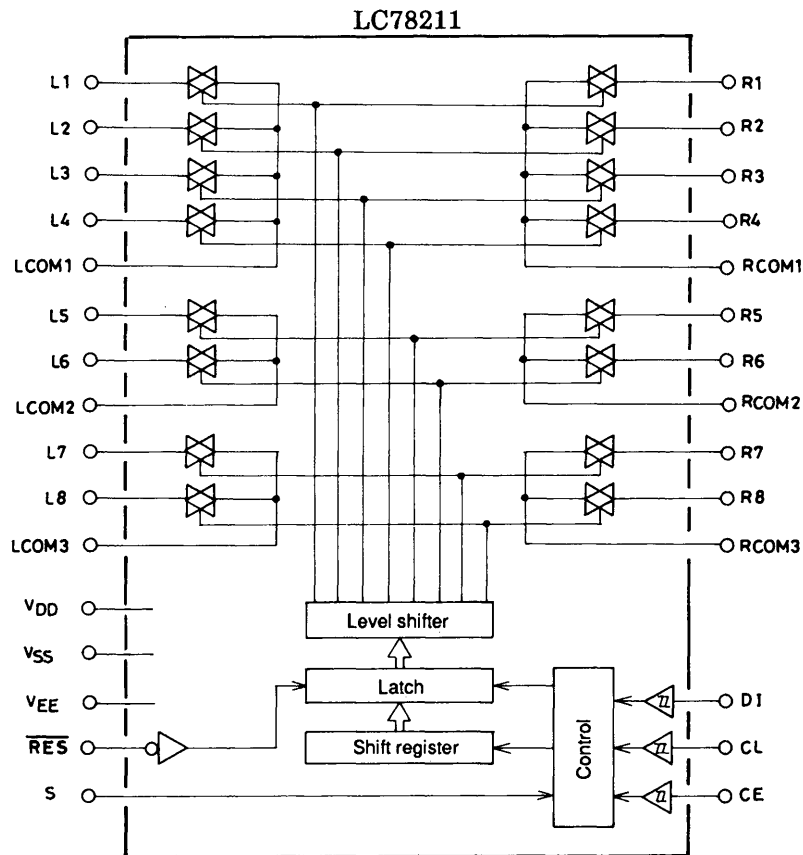 LC78211
L1
R1
L2
R2
L3
R3
L4
R4
LCOM1
RCOM1
L5
R5
L6
R6
LCOM2
RCOM2
L7
R7
L8
R8
LCOM3
RCOM3
VDD
Level shifter
VSS
Latch
VEE
DI
RES
Shift register
Control
CL
S
CE